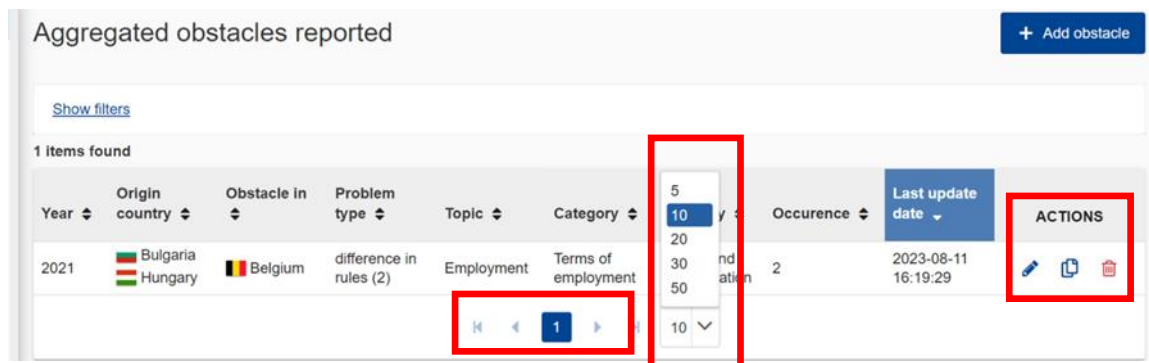 Aggregated obstacles reported
+ Add obstacle
Show filters
1 items found
Year Origin country Obstacle in Problem type Topic Category y Occurence Last update date ACTIONS
2021 Bulgaria Hungary Belgium difference in rules (2) Employment Terms of employment 2 2023-08-11 16:19:29
5
10
20
30
50
1
10